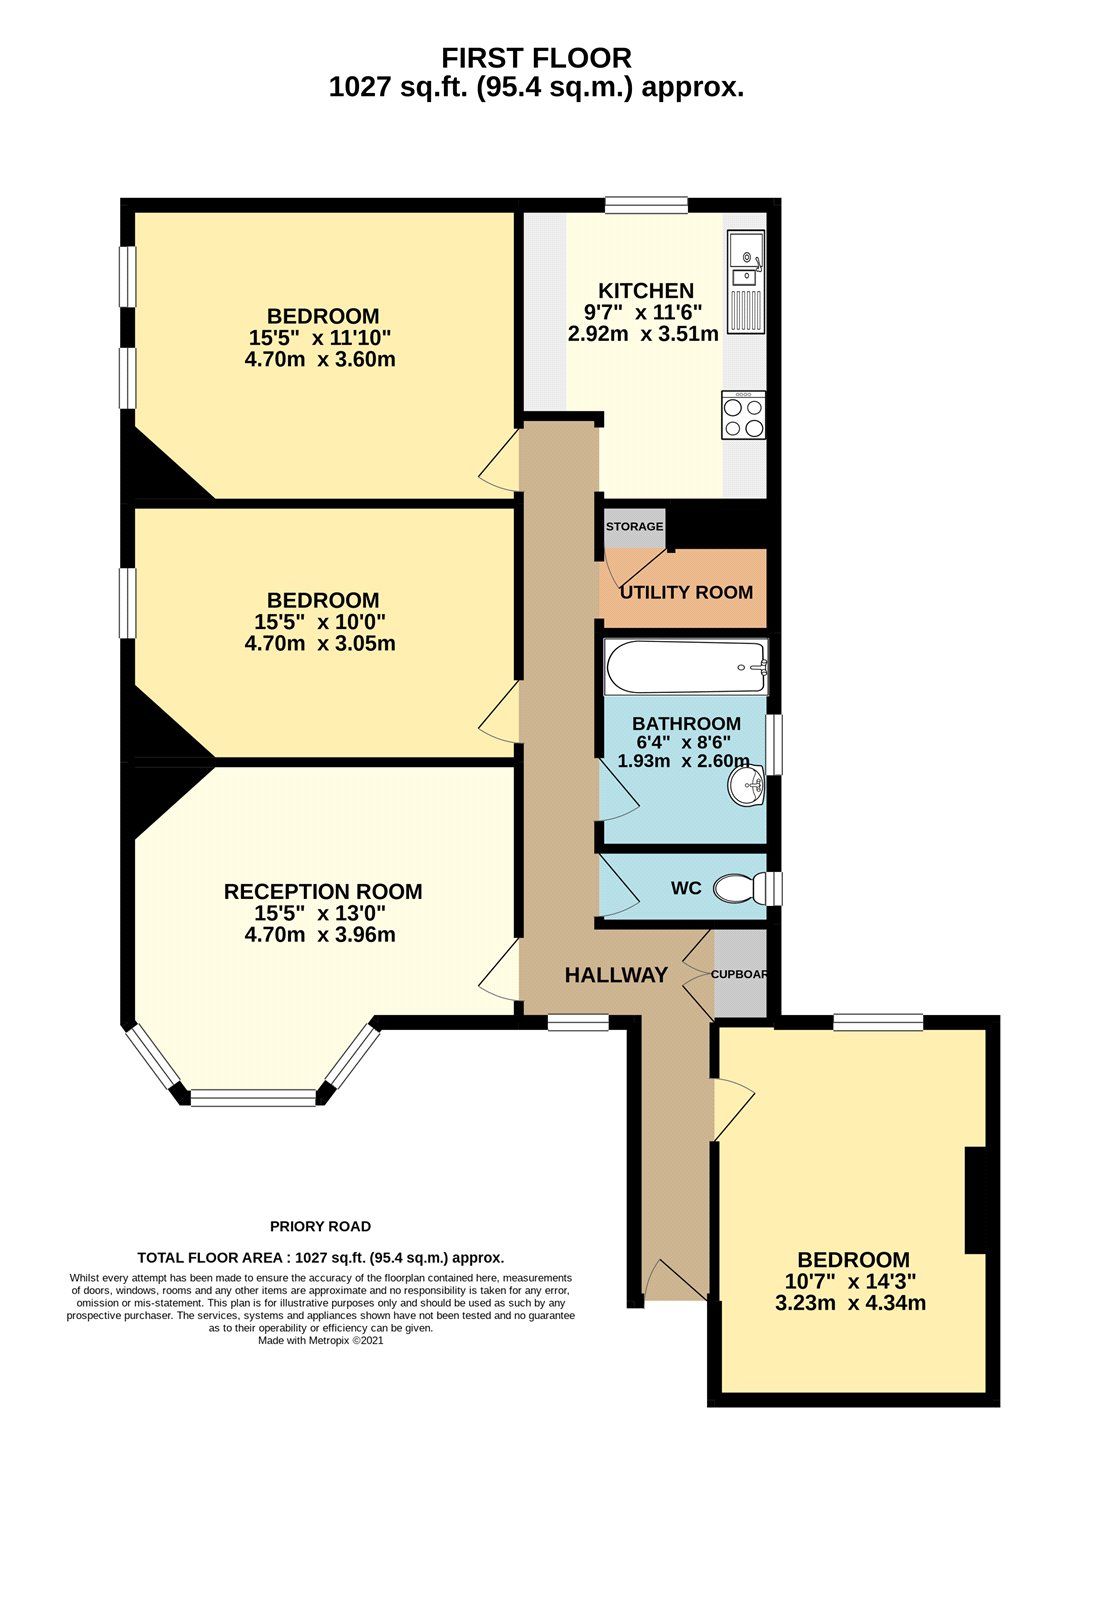 FIRST FLOOR
1027 sq.ft. (95.4 sq.m.) approx.
KITCHEN
9'7" x 11'6"
2.92m x 3.51m
BEDROOM
15'5" x 11'10"
4.70m x 3.60m
STORAGE
UTILITY ROOM
BEDROOM
15'5" x 10'0"
4.70m x 3.05m
BATHROOM
6'4" x 8'6"
1.93m x 2.60m
RECEPTION ROOM
15'5" x 13'0"
4.70m x 3.96m
WC
HALLWAY
CUPBOAR
BEDROOM
10'7" x 14'3"
3.23m x 4.34m
PRIORY ROAD
TOTAL FLOOR AREA : 1027 sq.ft. (95.4 sq.m.) approx.
Whilst every attempt has been made to ensure the accuracy of the floorplan contained here, measurements
of doors, windows, rooms and any other items are approximate and no responsibility is taken for any error,
omission or mis-statement. This plan is for illustrative purposes only and should be used as such by any
prospective purchaser. The services, systems and appliances shown have not been tested and no guarantee
as to their operability or efficiency can be given.
Made with Metropix ©2021